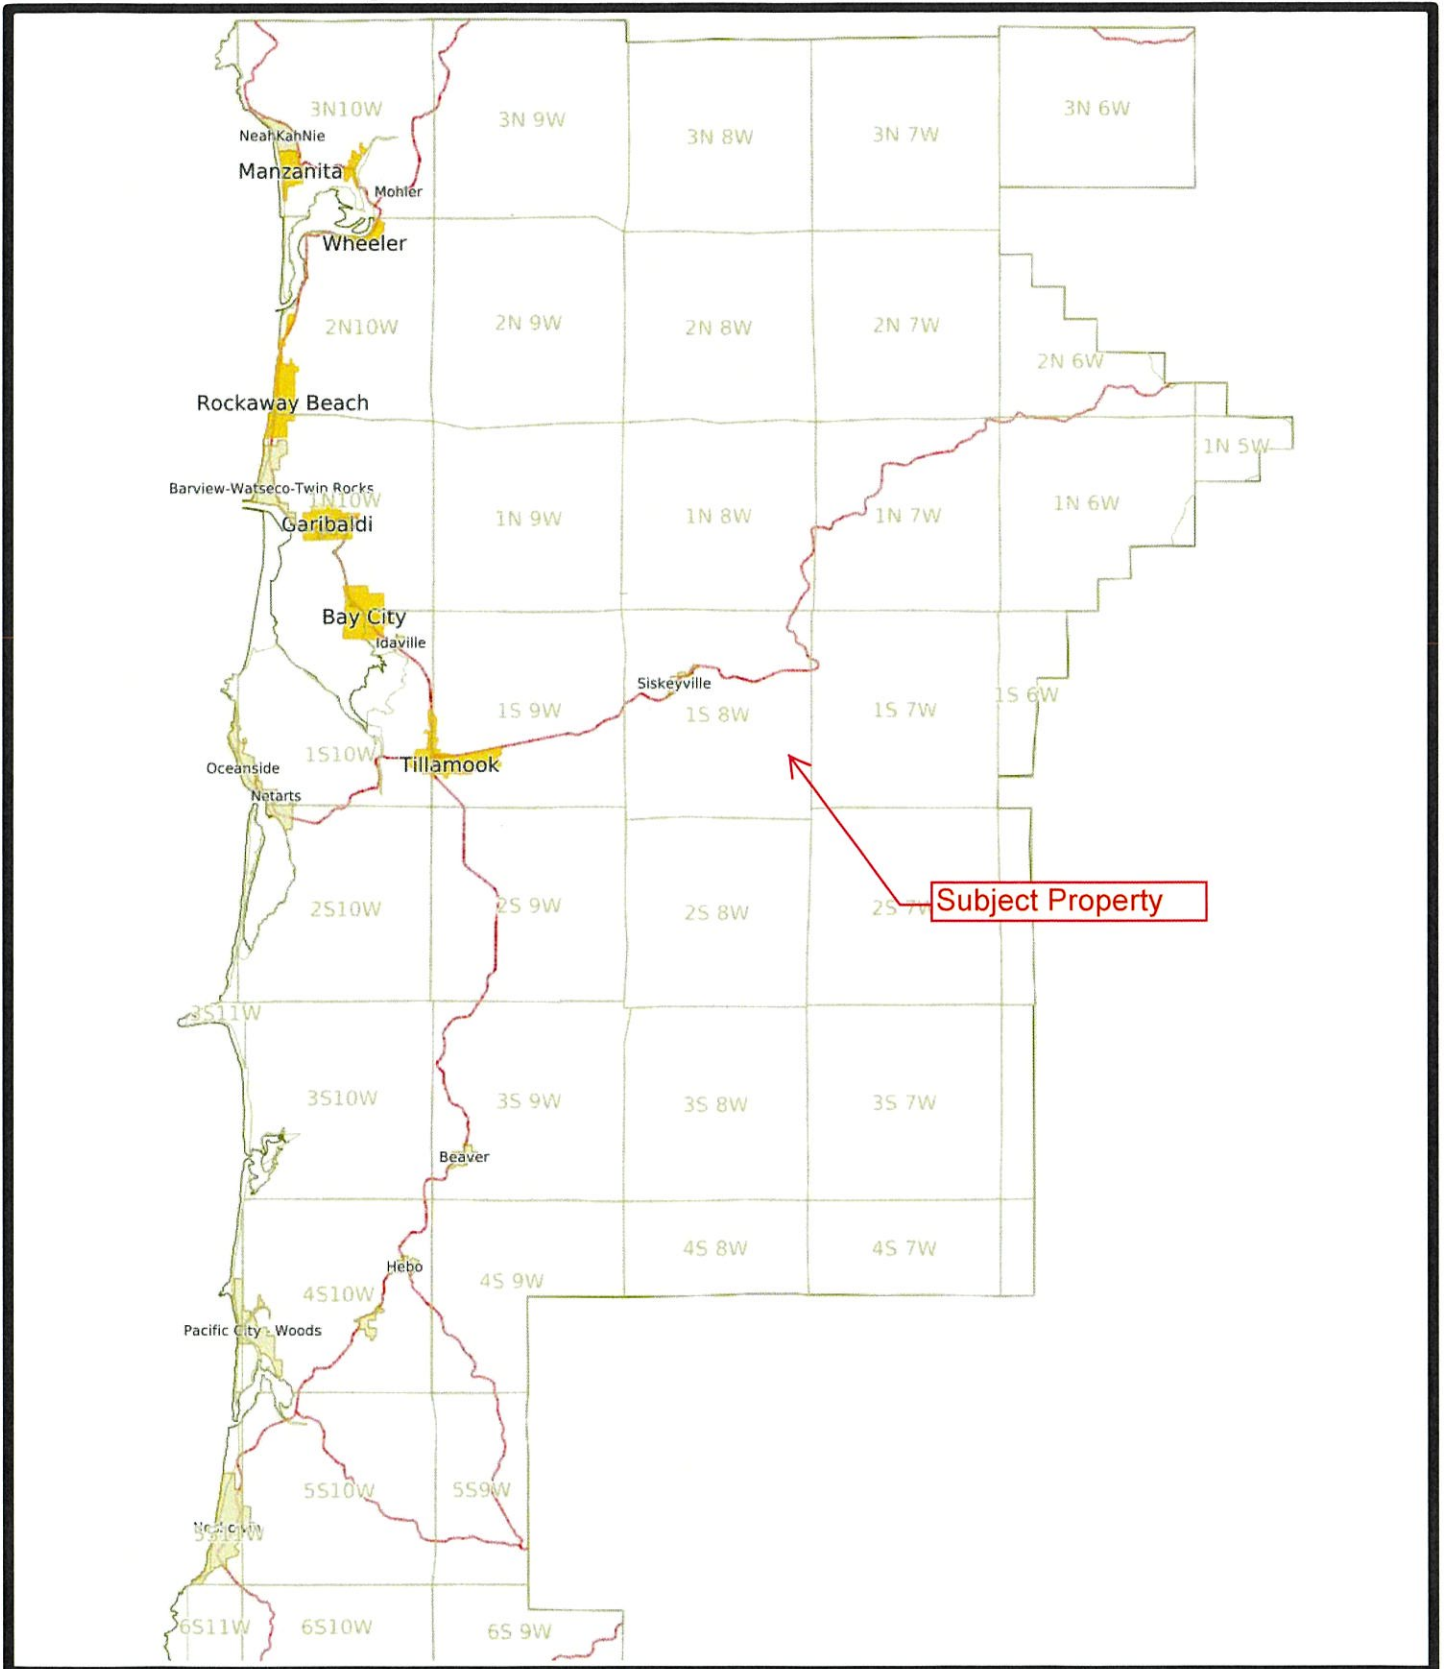 3N10W
3N 9W
3N 8W
3N 7W
3N 6W
NeahKahNie
Manzanita
Mohler
Wheeler
2N10W
2N 9W
2N 8W
2N 7W
2N 6W
Rockaway Beach
1N 5W
Barview-Watseco-Twin Rocks
1N10W
Garibaldi
1N 9W
1N 8W
1N 7W
1N 6W
Bay City
Idaville
Siskeyville
1S 9W
1S 8W
1S 7W
1S 6W
1S10W
Tillamook
Oceanside
Netarts
Subject Property
2S10W
2S 9W
2S 8W
2S 7W
3S11W
3S10W
3S 9W
3S 8W
3S 7W
Beaver
4S 8W
4S 7W
Hebo
4S10W
4S 9W
Pacific City - Woods
5S10W
5S9W
5S11W
6S11W
6S10W
6S 9W